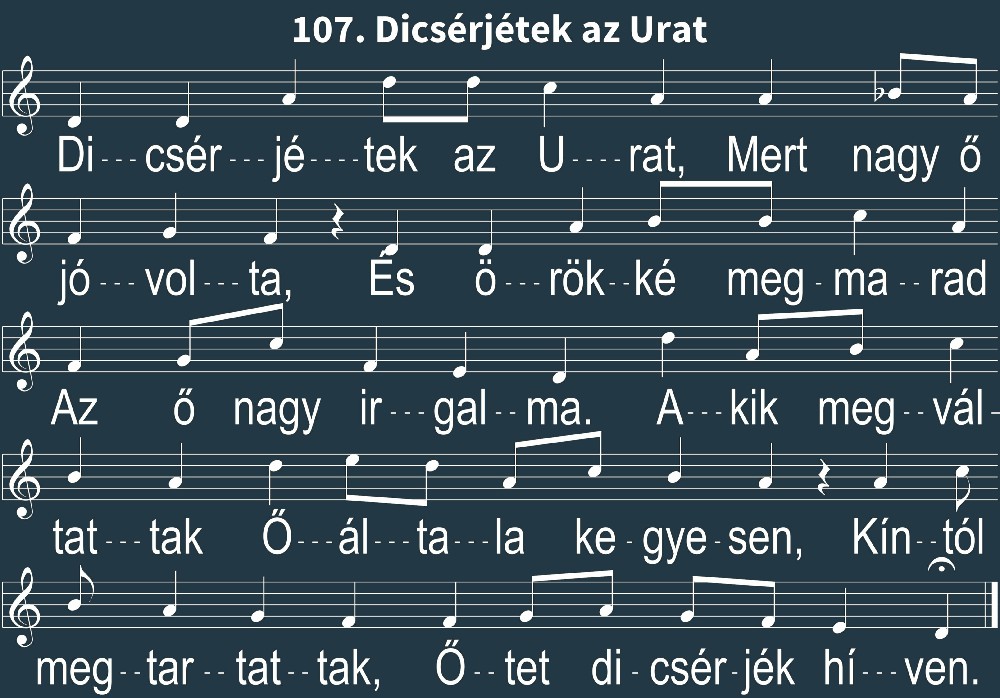 107. Dicsérjétek az Urat
Di---csér---jé----tek az U----rat, Mert nagy ő
jó---vol---ta, És ö---rök--ké meg-ma--rad
Az ő nagy ir---gal--ma. A---kik meg--vál-
tat---tak Ő---ál---ta---la ke-gye-sen, Kín--tól
meg--tar--tat--tak, Ő--tet di-csér-jék hí---ven.